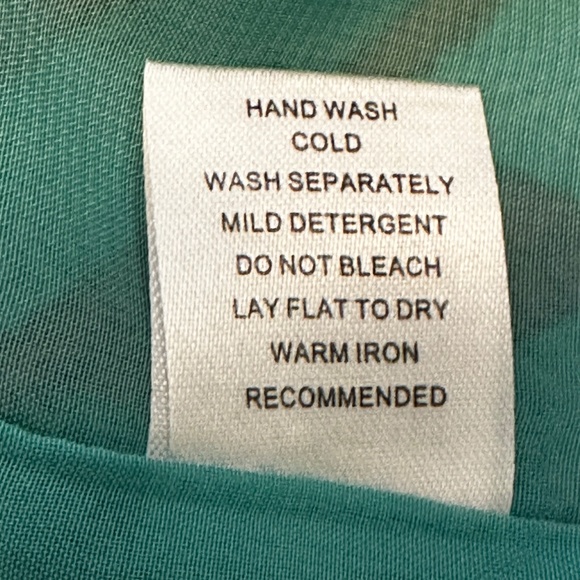 HAND WASH
COLD
WASH SEPARATELY
MILD DETERGENT
DO NOT BLEACH
LAY FLAT TO DRY
WARM IRON
RECOMMENDED